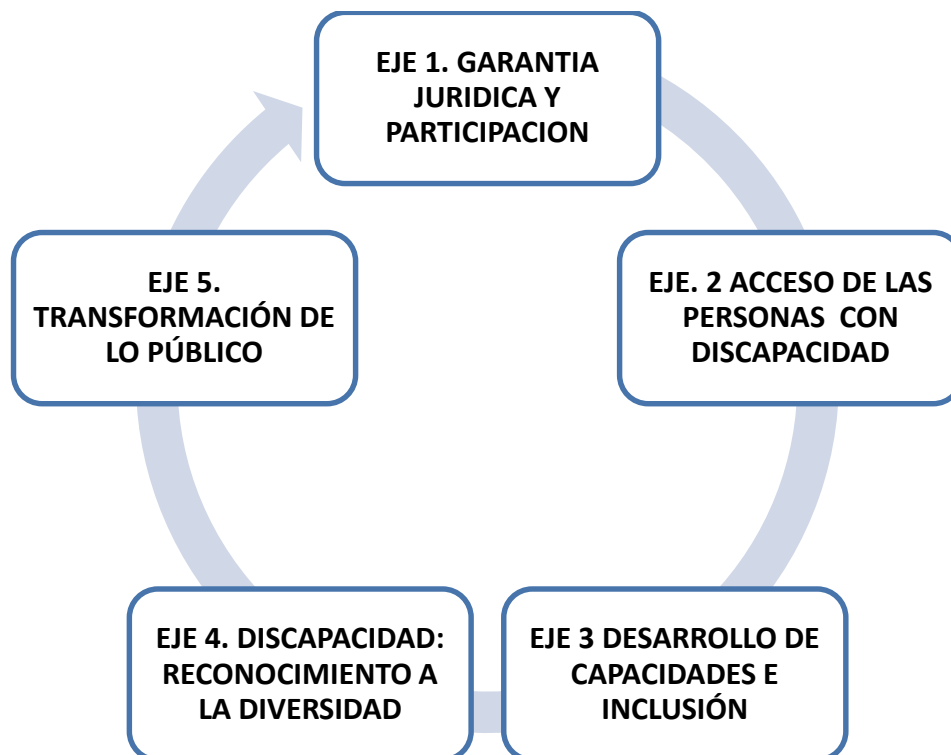 EJE 1. GARANTIA
JURIDICA Y
PARTICIPACION
EJE. 2 ACCESO DE LAS
PERSONAS  CON
DISCAPACIDAD
EJE 3 DESARROLLO DE
CAPACIDADES E
INCLUSIÓN
EJE 4. DISCAPACIDAD:
RECONOCIMIENTO A
LA DIVERSIDAD
EJE 5.
TRANSFORMACIÓN DE
LO PÚBLICO